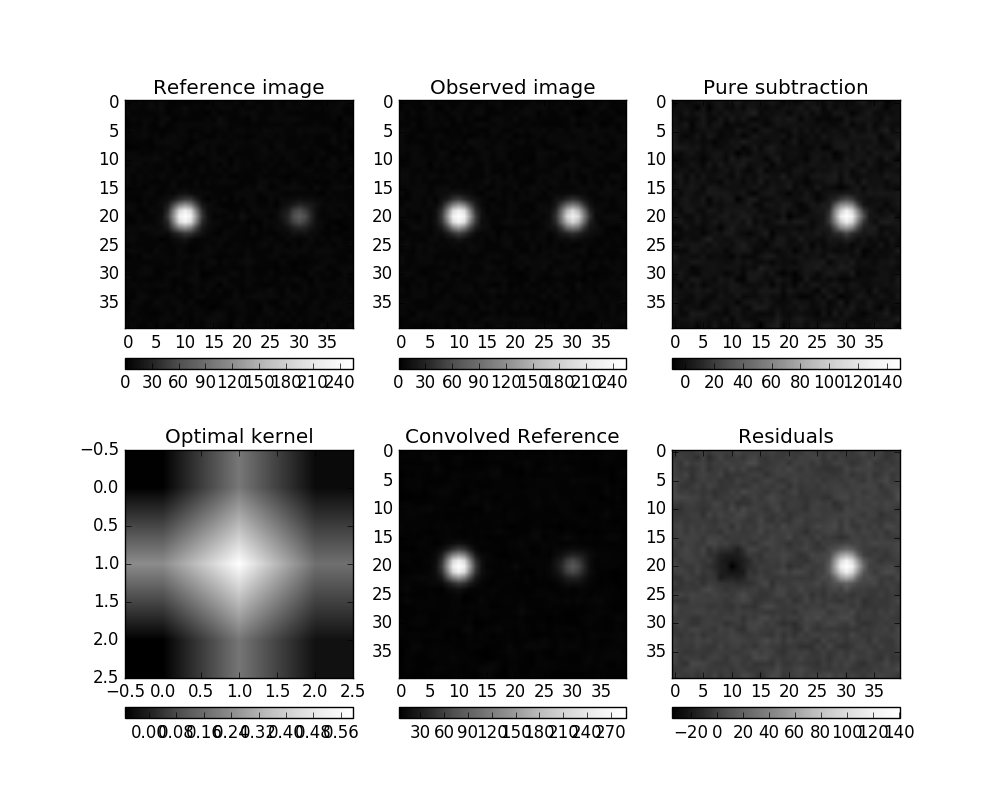 Reference image
Observed image
Pure subtraction
0
5
10
15
20
25
30
35
0 5 10 15 20 25 30 35
0 30 60 90 120 150 180 210 240
0
5
10
15
20
25
30
35
0 5 10 15 20 25 30 35
0 30 60 90 120 150 180 210 240
0
5
10
15
20
25
30
35
0 5 10 15 20 25 30 35
0 20 40 60 80 100 120 140
Optimal kernel
Convolved Reference
Residuals
−0.5
0.0
0.5
1.0
1.5
2.0
2.5
−0.5 0.0 0.5 1.0 1.5 2.0 2.5
0.00 0.08 0.16 0.24 0.32 0.40 0.48 0.56
0
5
10
15
20
25
30
35
0 5 10 15 20 25 30 35
30 60 90 120 150 180 210 240 270
0
5
10
15
20
25
30
35
0 5 10 15 20 25 30 35
−20 0 20 40 60 80 100 120 140